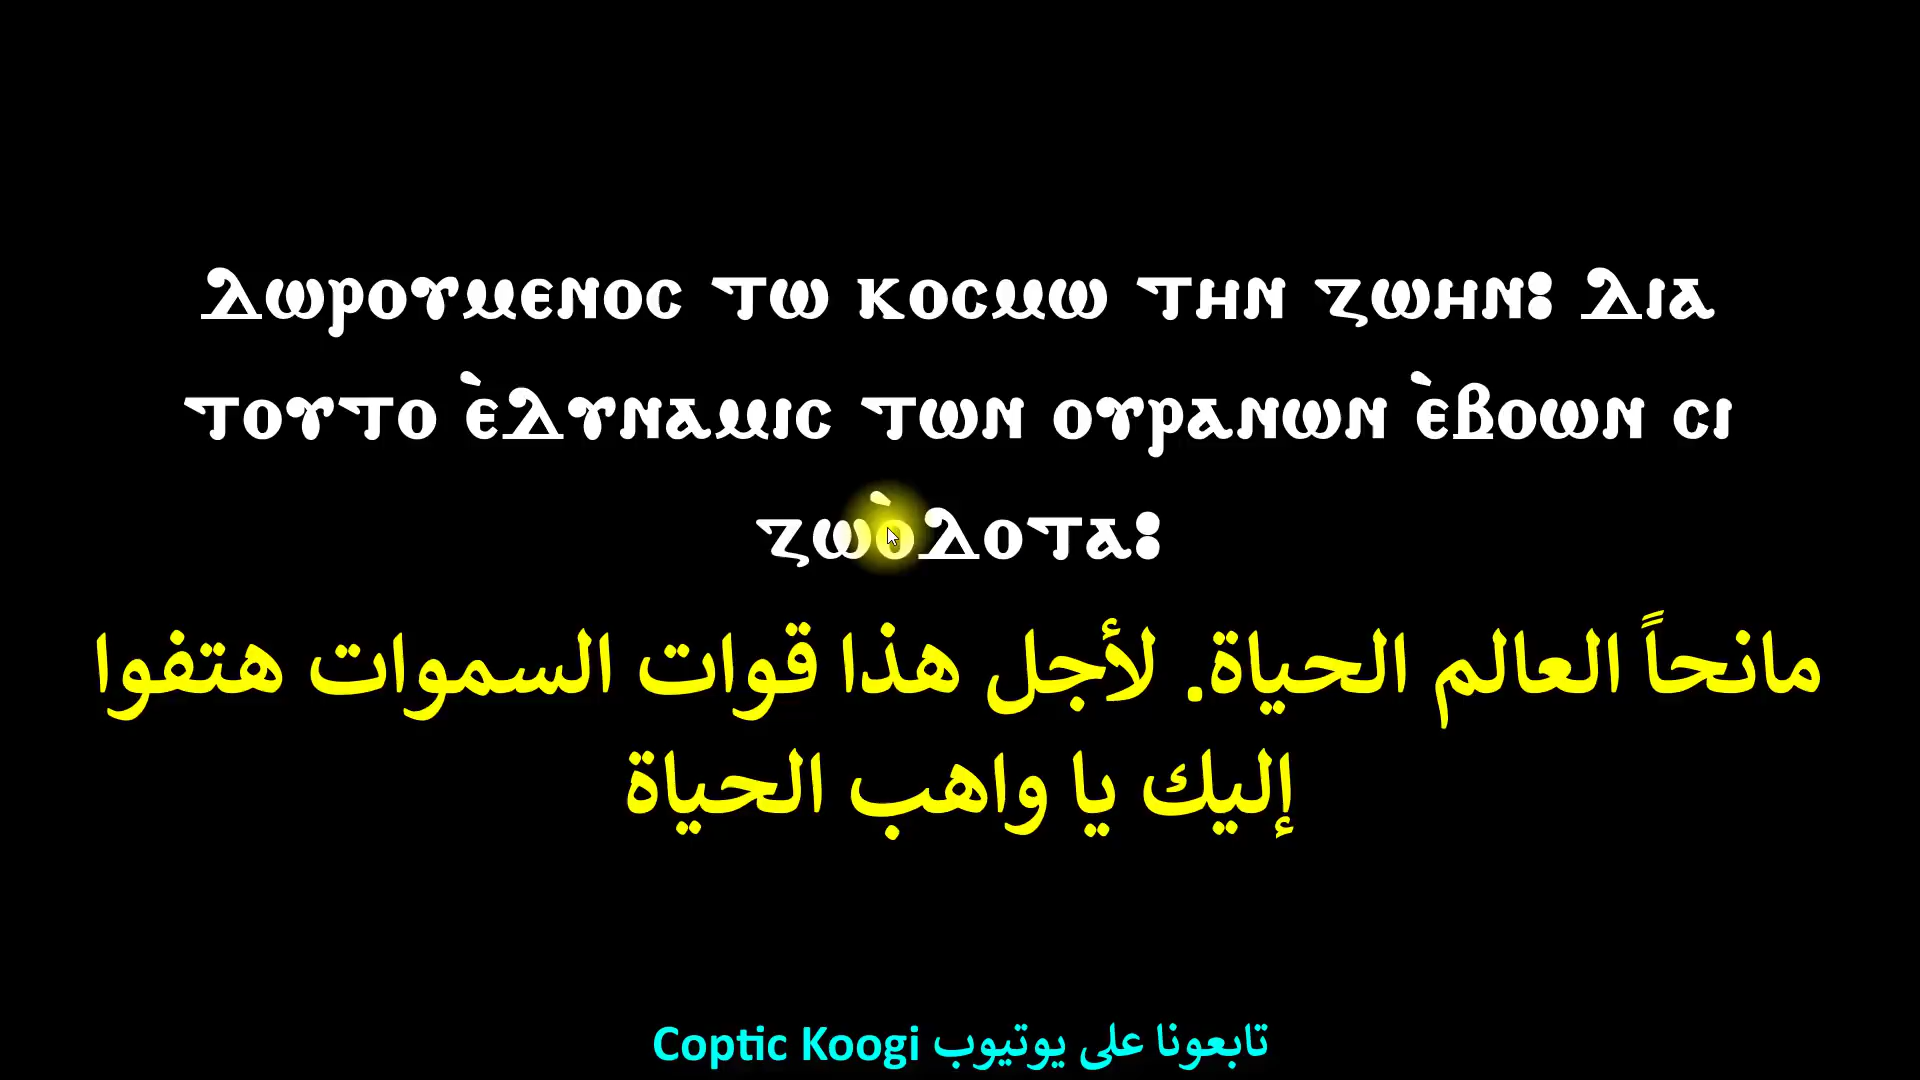 Ⲇⲱⲣⲟⲩⲙⲉⲛⲟⲥ ⲧⲱ ⲕⲟⲥⲙⲱ ⲧⲏⲛ ⲍⲱⲏⲛ: Ⲇⲓⲁ
ⲧⲟⲩⲧⲟ ⲉ̀ⲇⲩⲛⲁⲙⲓⲥ ⲧⲱⲛ ⲟⲩⲣⲁⲛⲱⲛ ⲉ̀ⲃⲟⲱⲛ ⲥⲓ
ⲍⲱⲟ̀ⲇⲟⲧⲁ:
مانحاً العالم الحياة. لأجل هذا قوات السموات هتفوا
إليك يا واهب الحياة
تابعونا على يوتيوب Coptic Koogi